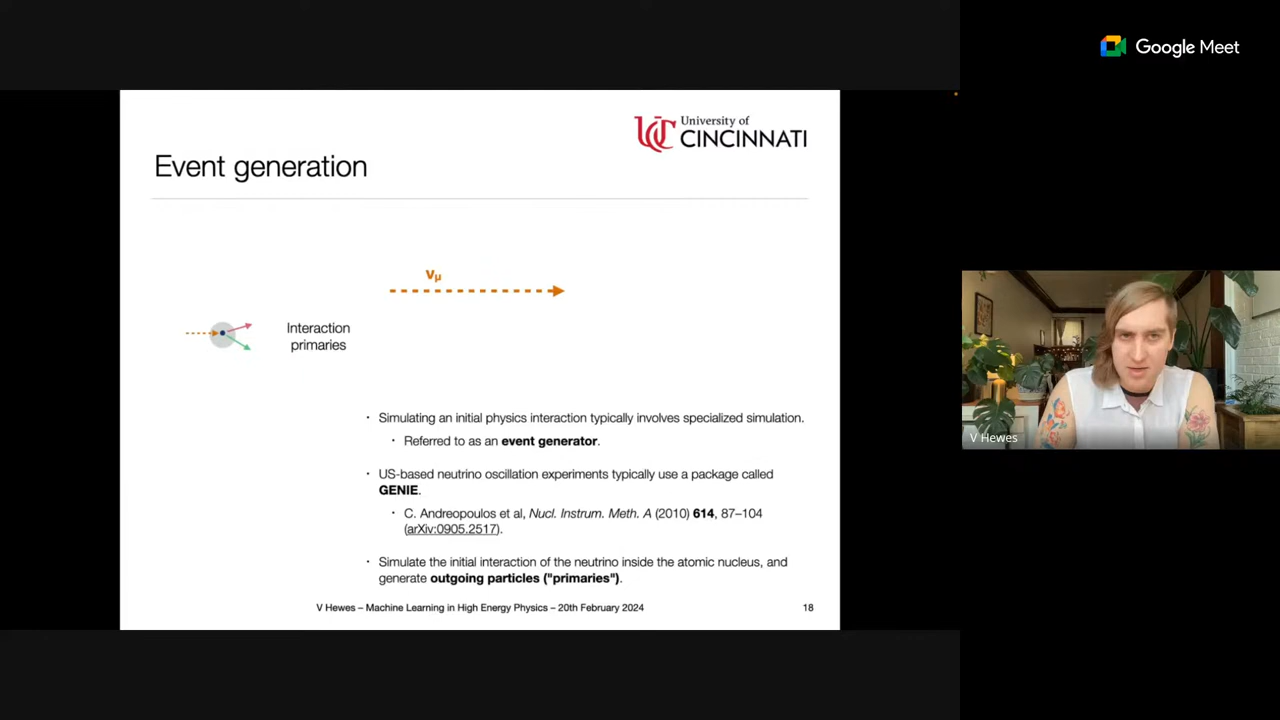 Google Meet
University of
CINCINNATI
Event generation
νμ
Interaction
primaries
• Simulating an initial physics interaction typically involves specialized simulation.
• Referred to as an event generator.
• US-based neutrino oscillation experiments typically use a package called
GENIE.
• C. Andreopoulos et al, Nucl. Instrum. Meth. A (2010) 614, 87–104
(arXiv:0905.2517).
• Simulate the initial interaction of the neutrino inside the atomic nucleus, and
generate outgoing particles ("primaries").
V Hewes – Machine Learning in High Energy Physics – 20th February 2024
18
V Hewes